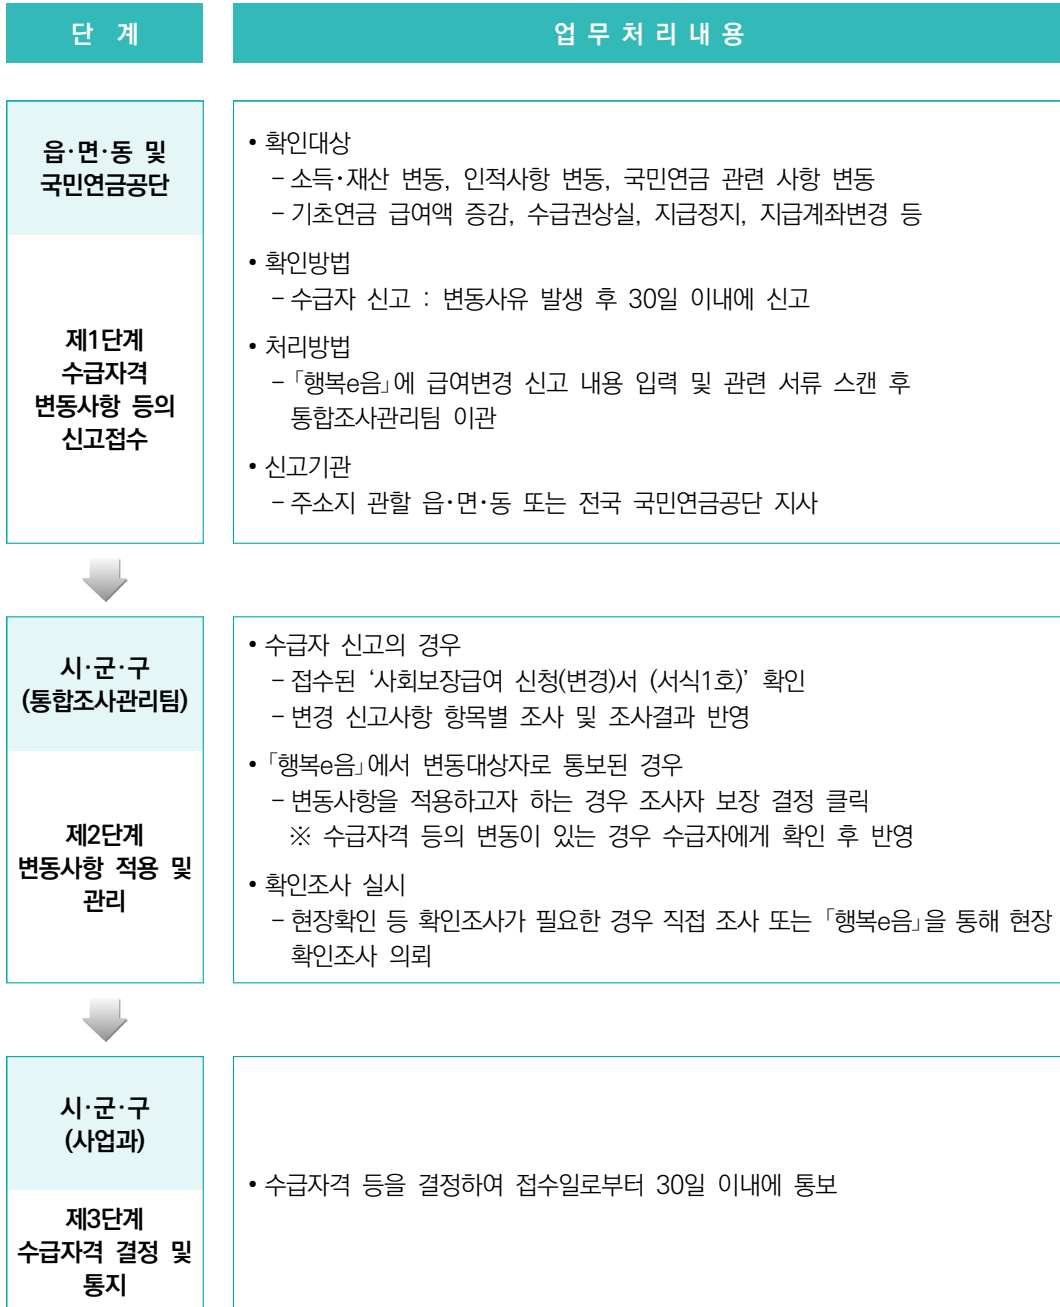 단 계
업 무 처 리 내 용
읍·면·동 및
국민연금공단
제1단계
수급자격
변동사항 등의
신고접수
• 확인대상
- 소득·재산 변동, 인적사항 변동, 국민연금 관련 사항 변동
- 기초연금 급여액 증감, 수급권상실, 지급정지, 지급계좌변경 등
• 확인방법
- 수급자 신고 : 변동사유 발생 후 30일 이내에 신고
• 처리방법
- 「행복e음」에 급여변경 신고 내용 입력 및 관련 서류 스캔 후
통합조사관리팀 이관
• 신고기관
- 주소지 관할 읍·면·동 또는 전국 국민연금공단 지사
시·군·구
(통합조사관리팀)
제2단계
변동사항 적용 및
관리
• 수급자 신고의 경우
- 접수된 ‘사회보장급여 신청(변경)서 (서식1호)’ 확인
- 변경 신고사항 항목별 조사 및 조사결과 반영
• 「행복e음」에서 변동대상자로 통보된 경우
- 변동사항을 적용하고자 하는 경우 조사자 보장 결정 클릭
※ 수급자격 등의 변동이 있는 경우 수급자에게 확인 후 반영
• 확인조사 실시
- 현장확인 등 확인조사가 필요한 경우 직접 조사 또는 「행복e음」을 통해 현장
확인조사 의뢰
시·군·구
(사업과)
제3단계
수급자격 결정 및
통지
• 수급자격 등을 결정하여 접수일로부터 30일 이내에 통보